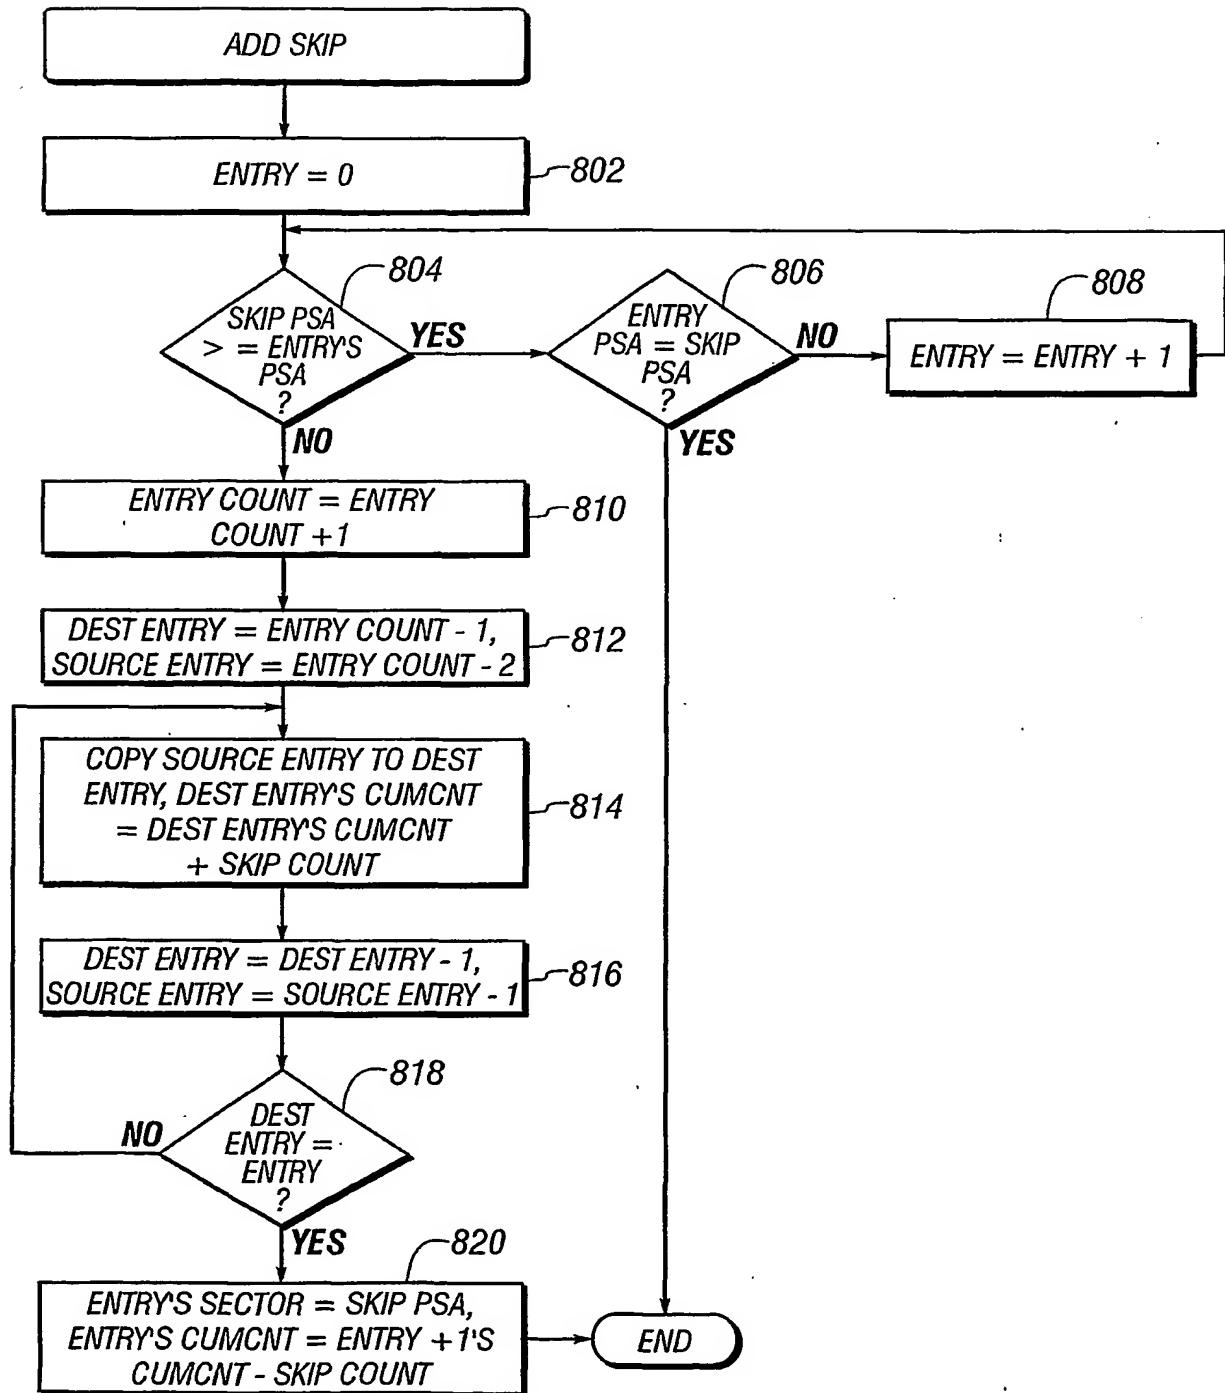 ADD SKIP
ENTRY = 0
802
804
SKIP PSA
> = ENTRY'S
PSA
?
YES
NO
806
ENTRY
PSA = SKIP
PSA
?
NO
YES
808
ENTRY = ENTRY + 1
ENTRY COUNT = ENTRY
COUNT +1
810
DEST ENTRY = ENTRY COUNT - 1,
SOURCE ENTRY = ENTRY COUNT - 2
812
COPY SOURCE ENTRY TO DEST
ENTRY, DEST ENTRY'S CUMCNT
= DEST ENTRY'S CUMCNT
+ SKIP COUNT
814
DEST ENTRY = DEST ENTRY - 1,
SOURCE ENTRY = SOURCE ENTRY - 1
816
818
DEST
ENTRY =
ENTRY
?
NO
YES
820
ENTRY'S SECTOR = SKIP PSA,
ENTRY'S CUMCNT = ENTRY +1'S
CUMCNT - SKIP COUNT
END